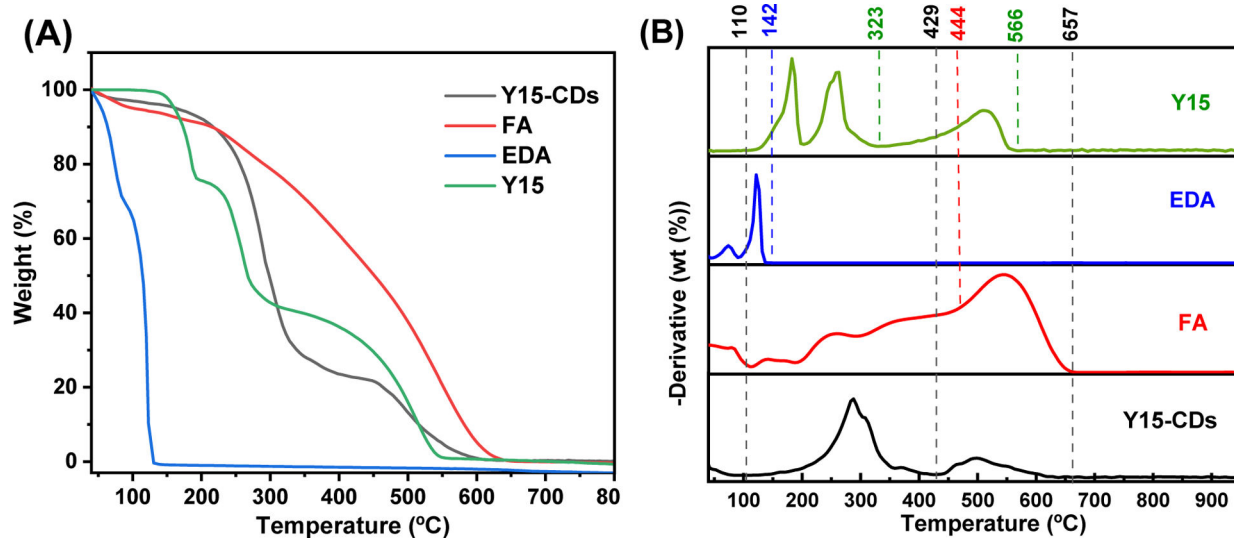 (A)
Weight (%)
100
80
60
40
20
0
Y15-CDs
FA
EDA
Y15
100 200 300 400 500 600 700 80
Temperature (ºC)
(B)
110 142 323 429 444 566 657
-Derivative (wt (%))
Y15
EDA
FA
Y15-CDs
100 200 300 400 500 600 700 800 900
Temperature (ºC)